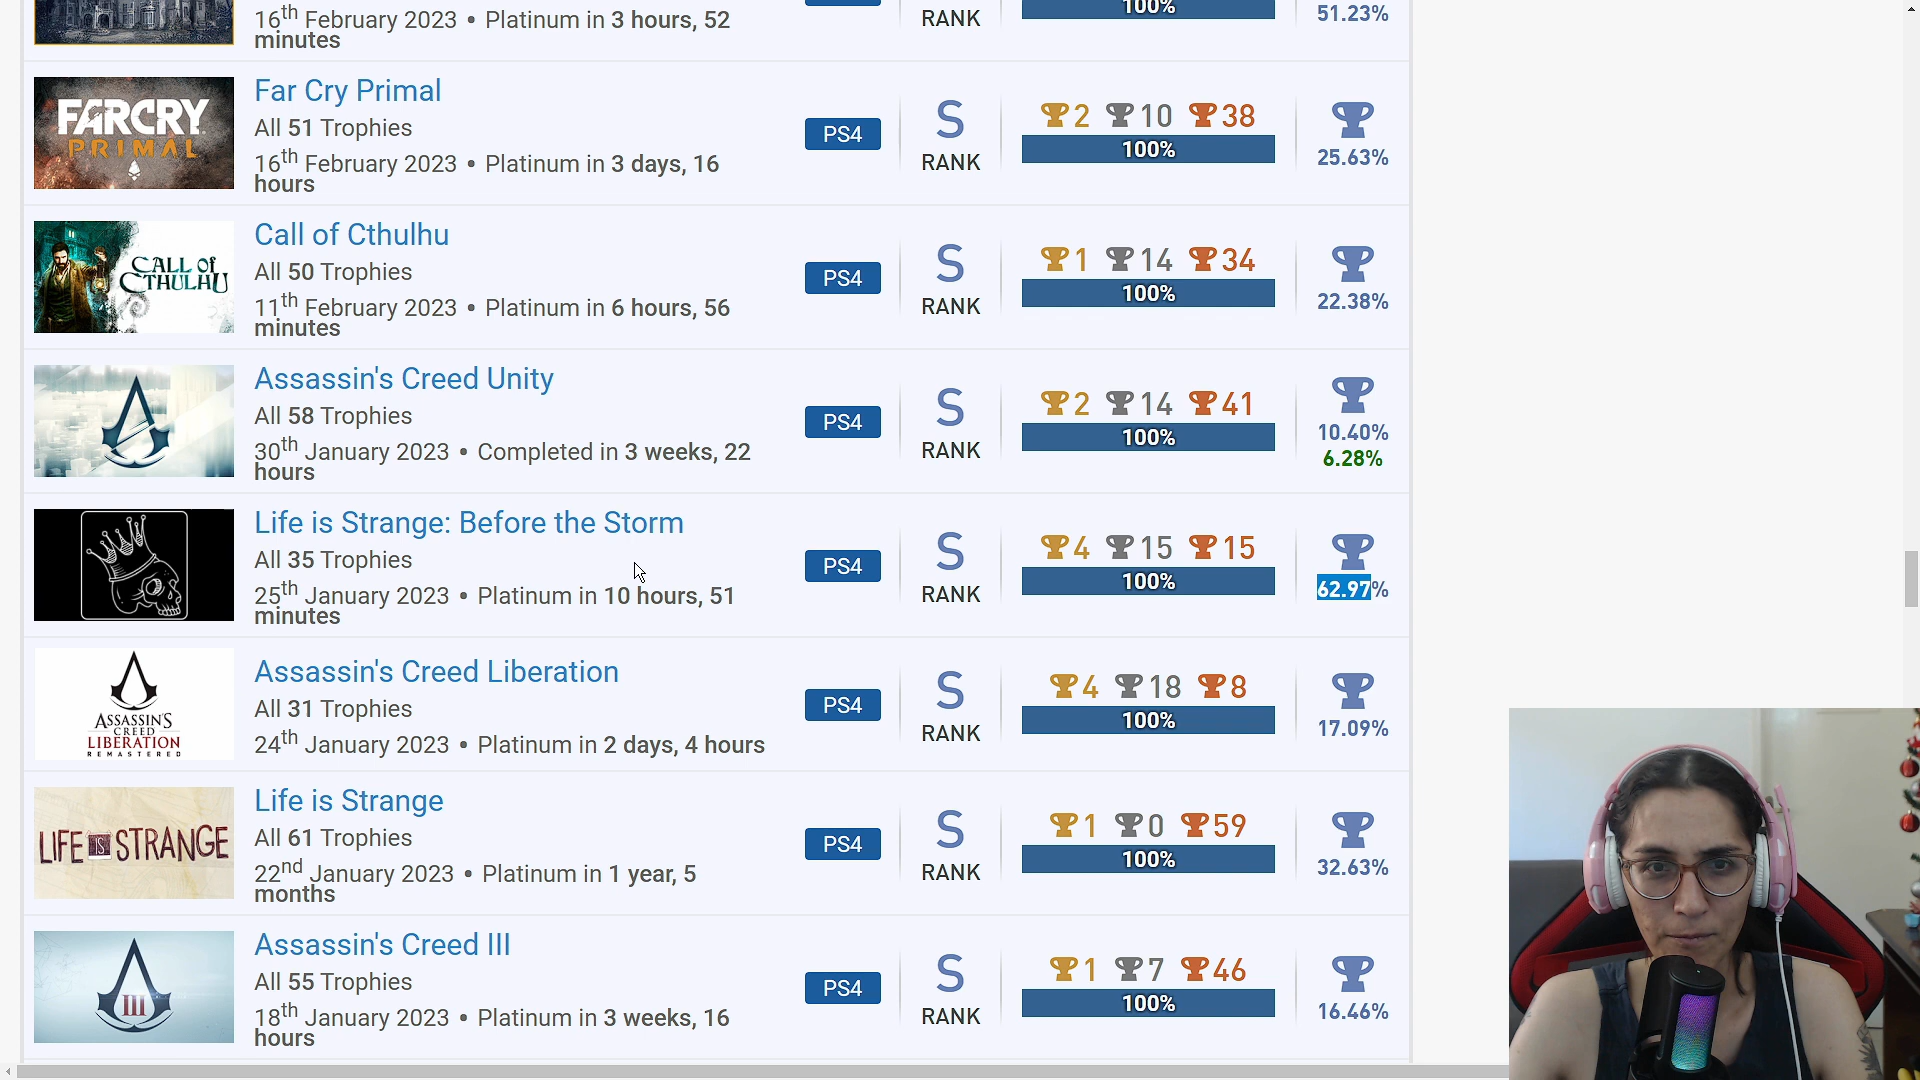 16th February 2023 • Platinum in 3 hours, 52
minutes
RANK
100%
51.23%
FARCRY
PRIMAL
Far Cry Primal
All 51 Trophies
16th February 2023 • Platinum in 3 days, 16
hours
PS4
S
RANK
2 10 38
100%
25.63%
CALL of
CTHULHU
Call of Cthulhu
All 50 Trophies
11th February 2023 • Platinum in 6 hours, 56
minutes
PS4
S
RANK
1 14 34
100%
22.38%
Assassin's Creed Unity
All 58 Trophies
30th January 2023 • Completed in 3 weeks, 22
hours
PS4
S
RANK
2 14 41
100%
10.40%
6.28%
Life is Strange: Before the Storm
All 35 Trophies
25th January 2023 • Platinum in 10 hours, 51
minutes
PS4
S
RANK
4 15 15
100%
62.97%
ASSASSIN'S
CREED
LIBERATION
REMASTERED
Assassin's Creed Liberation
All 31 Trophies
24th January 2023 • Platinum in 2 days, 4 hours
PS4
S
RANK
4 18 8
100%
17.09%
LIFE IS STRANGE
Life is Strange
All 61 Trophies
22nd January 2023 • Platinum in 1 year, 5
months
PS4
S
RANK
1 0 59
100%
32.63%
III
Assassin's Creed III
All 55 Trophies
18th January 2023 • Platinum in 3 weeks, 16
hours
PS4
S
RANK
1 7 46
100%
16.46%